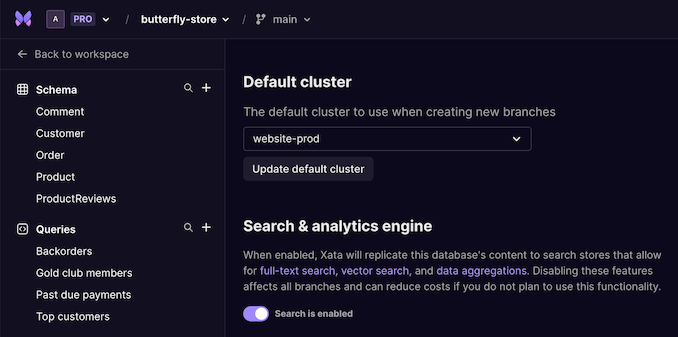 A PRO / butterfly-store / main
Back to workspace
Schema
Comment
Customer
Order
Product
ProductReviews
Queries
Backorders
Gold club members
Past due payments
Top customers
Default cluster
The default cluster to use when creating new branches
website-prod
Update default cluster
Search & analytics engine
When enabled, Xata will replicate this database's content to search stores that allow
for full-text search, vector search, and data aggregations. Disabling these features
affects all branches and can reduce costs if you do not plan to use this functionality.
Search is enabled